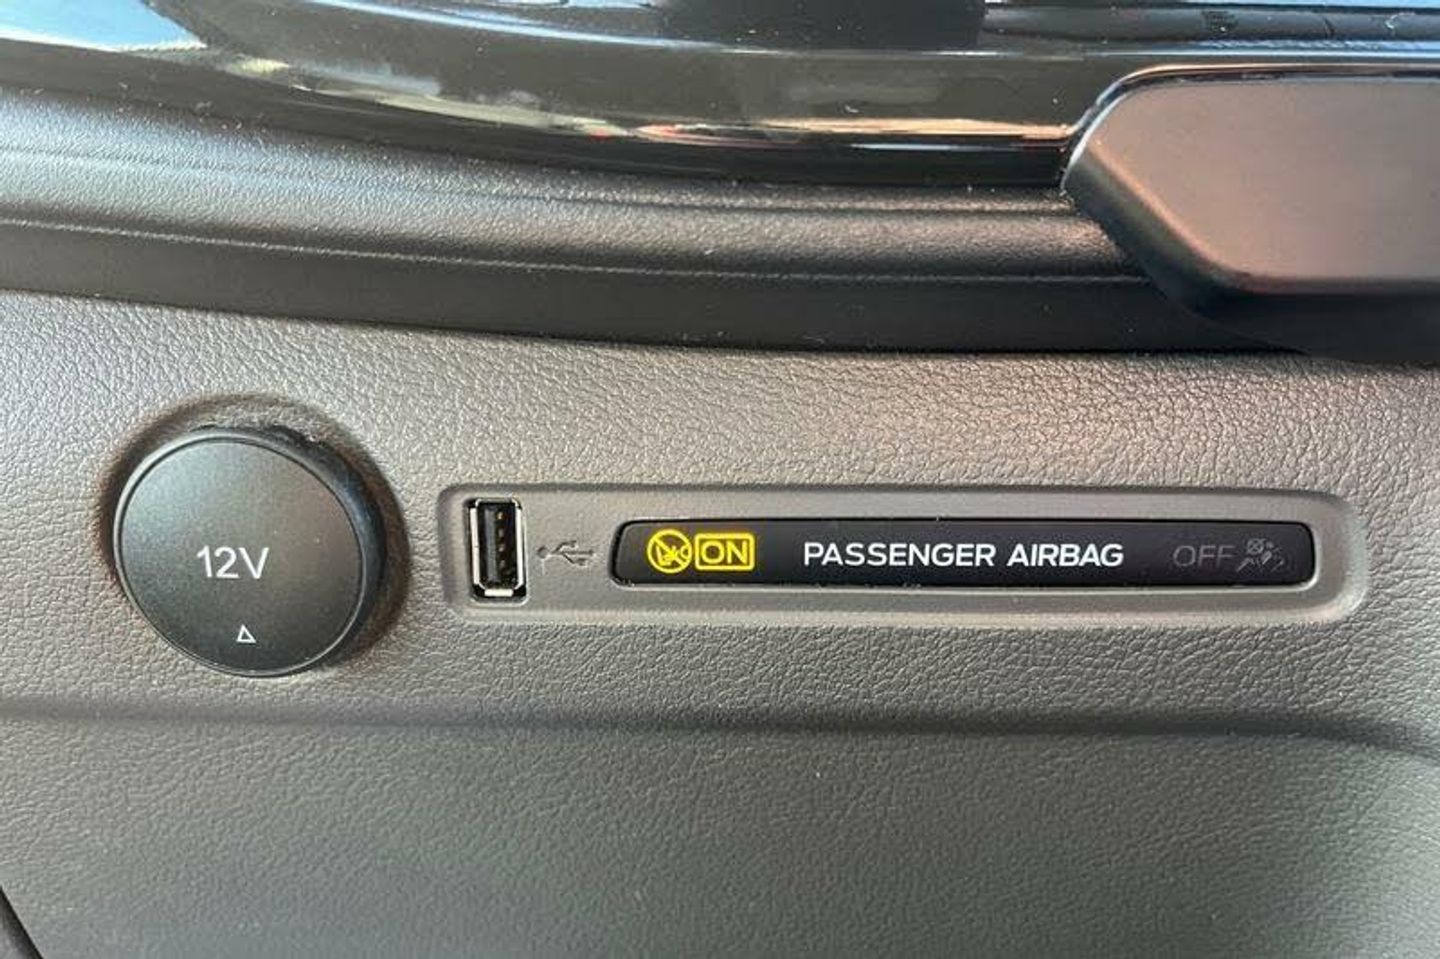 12V
ON PASSENGER AIRBAG OFF